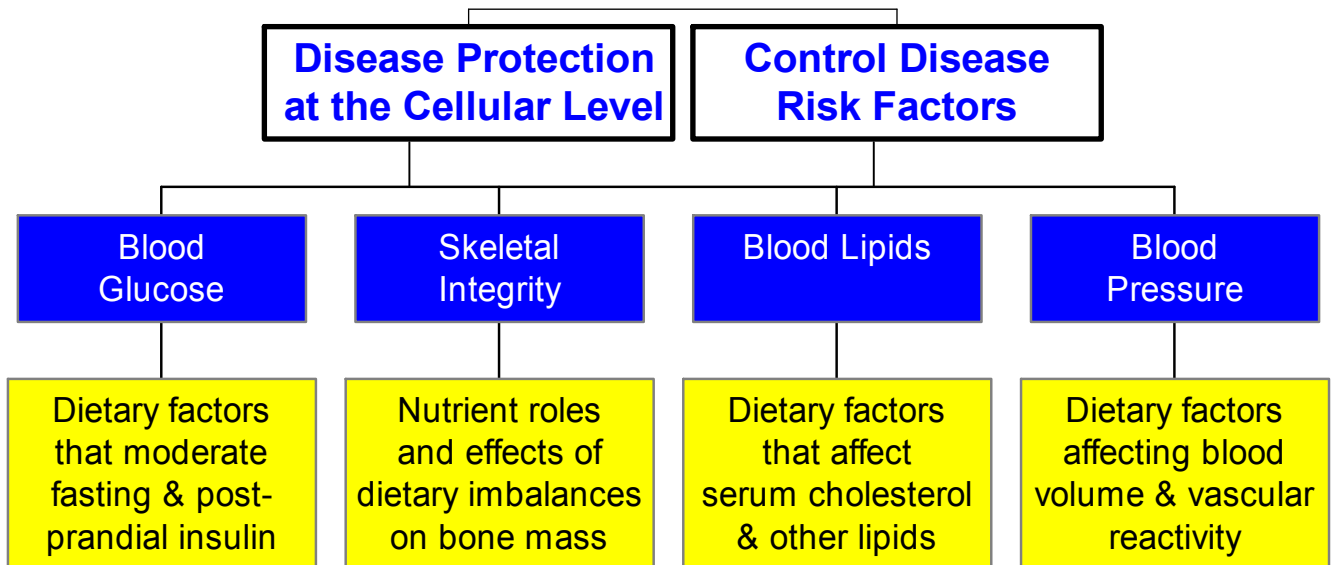 Disease Protection
at the Cellular Level
Control Disease
Risk Factors
Blood
Glucose
Skeletal
Integrity
Blood Lipids
Blood
Pressure
Dietary factors
that moderate
fasting & post-
prandial insulin
Nutrient roles
and effects of
dietary imbalances
on bone mass
Dietary factors
that affect
serum cholesterol
& other lipids
Dietary factors
affecting blood
volume & vascular
reactivity